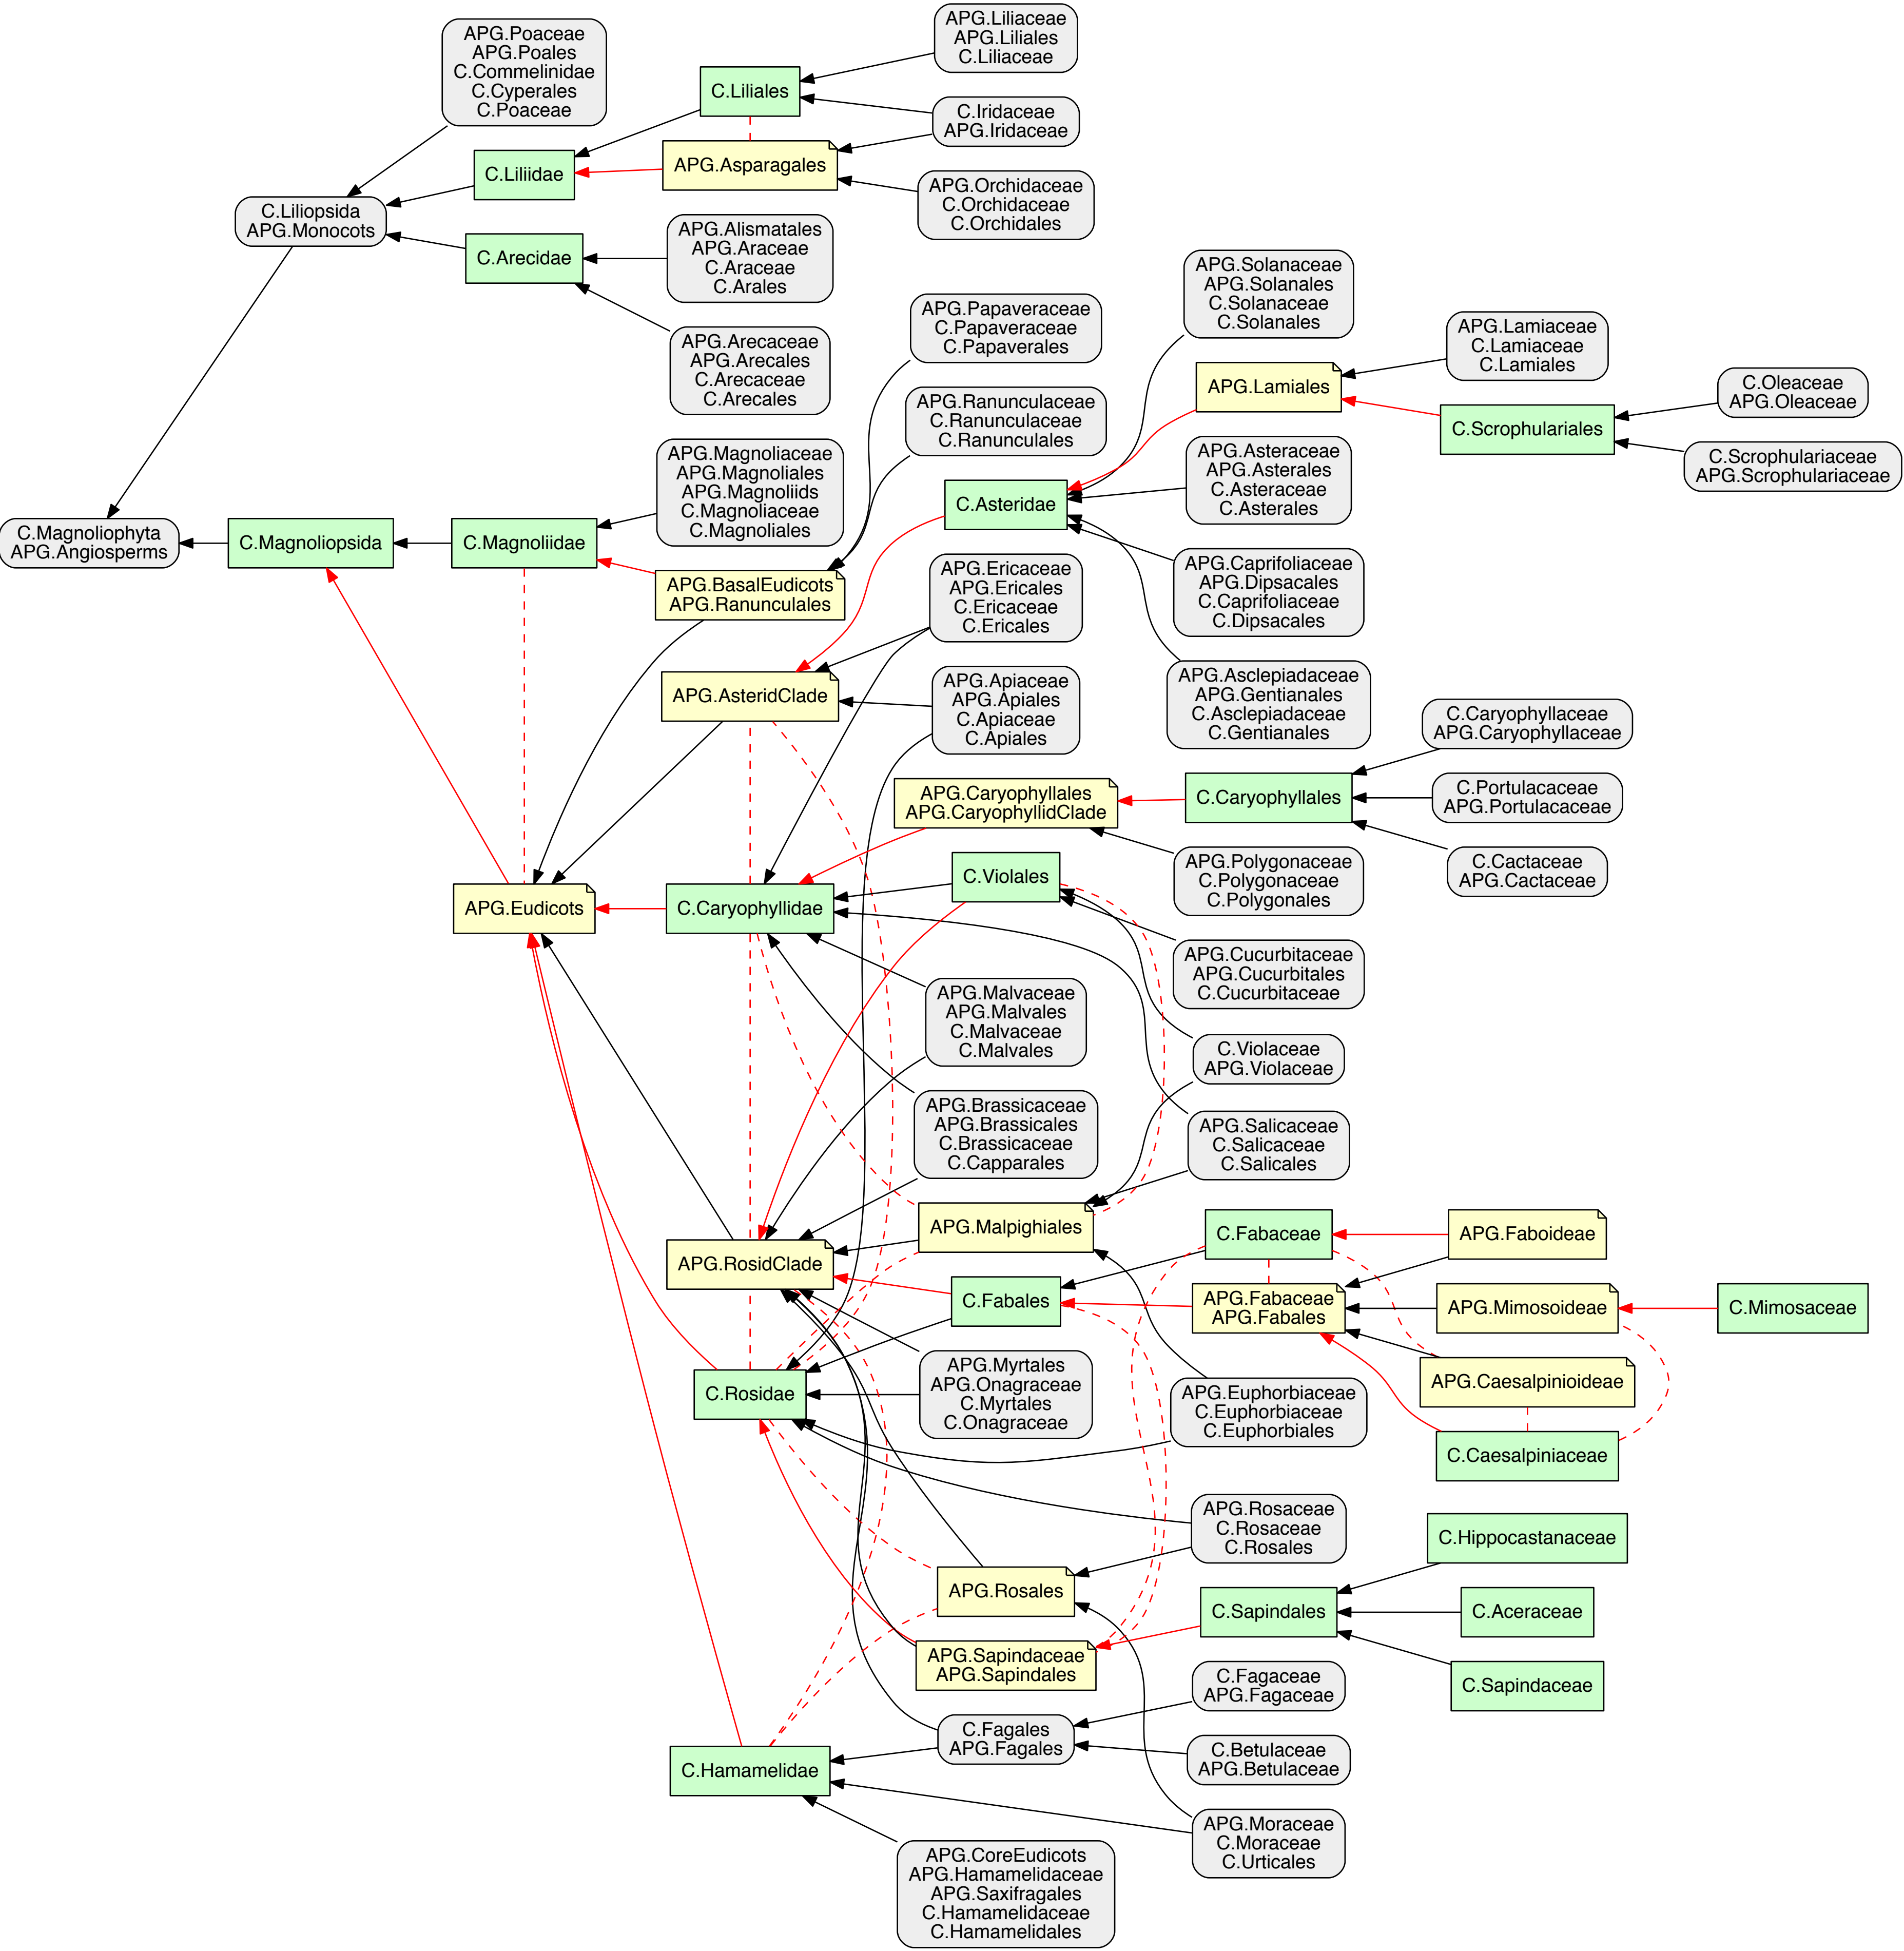 APG.Poaceae
APG.Poales
C.Commelinidae
C.Cyperales
C.Poaceae
C.Liliales
APG.Liliaceae
APG.Liliales
C.Liliaceae
C.Iridaceae
APG.Iridaceae
C.Liliidae
APG.Asparagales
APG.Orchidaceae
C.Orchidaceae
C.Orchidales
C.Liliopsida
APG.Monocots
C.Arecidae
APG.Alismatales
APG.Araceae
C.Araceae
C.Arales
APG.Arecaceae
APG.Arecales
C.Arecaceae
C.Arecales
APG.Papaveraceae
C.Papaveraceae
C.Papaverales
APG.Solanaceae
APG.Solanales
C.Solanaceae
C.Solanales
APG.Lamiaceae
C.Lamiaceae
C.Lamiales
APG.Lamiales
C.Oleaceae
APG.Oleaceae
APG.Ranunculaceae
C.Ranunculaceae
C.Ranunculales
C.Scrophulariales
C.Scrophulariaceae
APG.Scrophulariaceae
APG.Magnoliaceae
APG.Magnoliales
APG.Magnoliids
C.Magnoliaceae
C.Magnoliales
APG.Asteraceae
APG.Asterales
C.Asteraceae
C.Asterales
C.Asteridae
C.Magnoliophyta
APG.Angiosperms
C.Magnoliopsida
C.Magnoliidae
APG.BasalEudicots
APG.Ranunculales
APG.Ericaceae
APG.Ericales
C.Ericaceae
C.Ericales
APG.Caprifoliaceae
APG.Dipsacales
C.Caprifoliaceae
C.Dipsacales
APG.AsteridClade
APG.Apiaceae
APG.Apiales
C.Apiaceae
C.Apiales
APG.Asclepiadaceae
APG.Gentianales
C.Asclepiadaceae
C.Gentianales
C.Caryophyllaceae
APG.Caryophyllaceae
APG.Caryophyllales
APG.CaryophyllidClade
C.Caryophyllales
C.Portulacaceae
APG.Portulacaceae
C.Cactaceae
APG.Cactaceae
APG.Polygonaceae
C.Polygonaceae
C.Polygonales
C.Violales
APG.Eudicots
C.Caryophyllidae
APG.Cucurbitaceae
APG.Cucurbitales
C.Cucurbitaceae
APG.Malvaceae
APG.Malvales
C.Malvaceae
C.Malvales
C.Violaceae
APG.Violaceae
APG.Brassicaceae
APG.Brassicales
C.Brassicaceae
C.Capparales
APG.Salicaceae
C.Salicaceae
C.Salicales
APG.Malpighiales
APG.RosidClade
C.Fabaceae
APG.Faboideae
C.Fabales
APG.Fabaceae
APG.Fabales
APG.Mimosoideae
C.Mimosaceae
APG.Caesalpinioideae
C.Rosidae
APG.Myrtales
APG.Onagraceae
C.Myrtales
C.Onagraceae
APG.Euphorbiaceae
C.Euphorbiaceae
C.Euphorbiales
C.Caesalpiniaceae
APG.Rosaceae
C.Rosaceae
C.Rosales
C.Hippocastanaceae
APG.Rosales
C.Sapindales
C.Aceraceae
APG.Sapindaceae
APG.Sapindales
C.Sapindaceae
C.Fagaceae
APG.Fagaceae
C.Fagales
APG.Fagales
C.Hamamelidae
C.Betulaceae
APG.Betulaceae
APG.Moraceae
C.Moraceae
C.Urticales
APG.CoreEudicots
APG.Hamamelidaceae
APG.Saxifragales
C.Hamamelidaceae
C.Hamamelidales